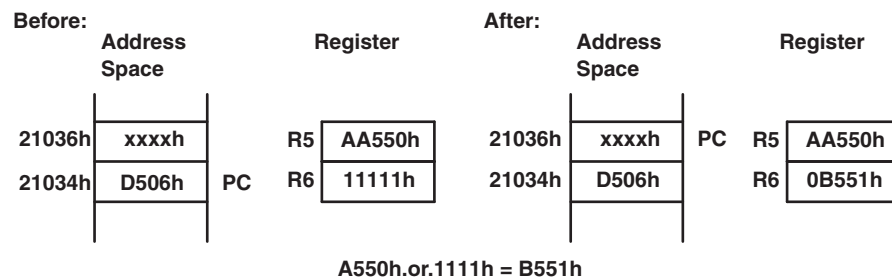 Before: After:
Address Space Register Address Space Register
21036h xxxxh R5 AA550h 21036h xxxxh PC R5 AA550h
21034h D506h PC R6 11111h 21034h D506h R6 0B551h
A550h.or.1111h = B551h